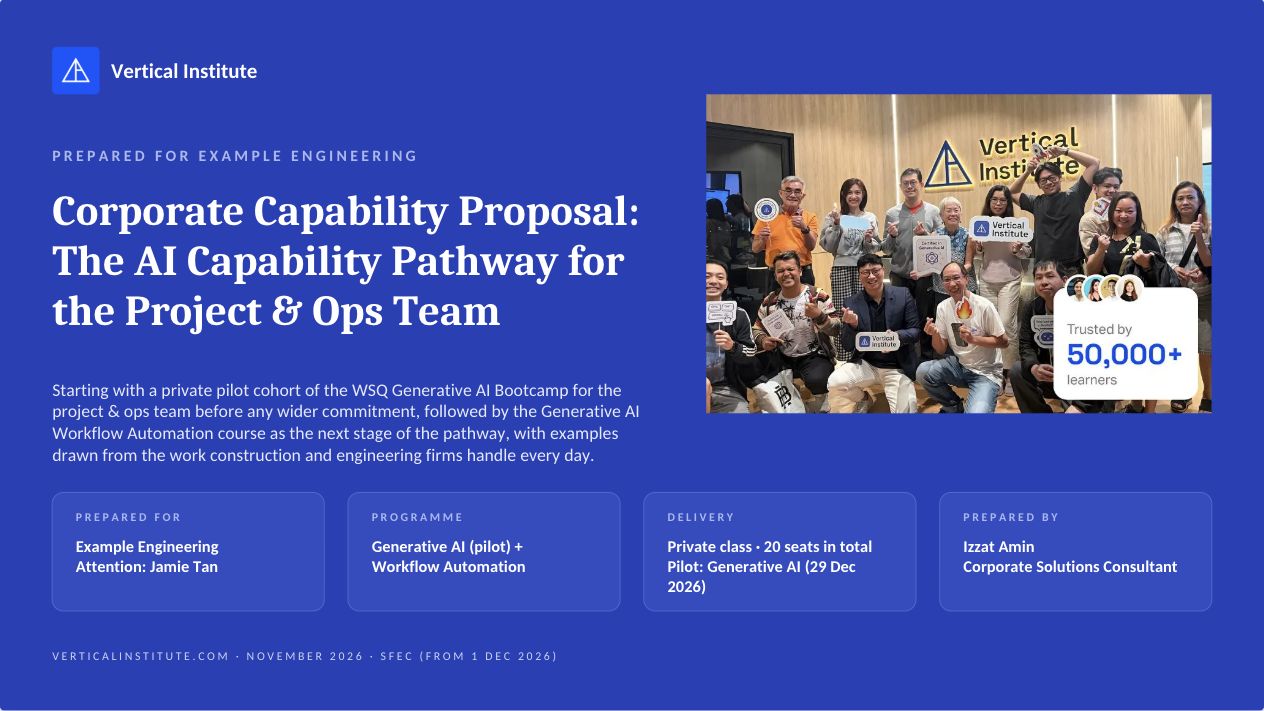 Vertical Institute
PREPARED FOR EXAMPLE ENGINEERING
Corporate Capability Proposal:
The AI Capability Pathway for
the Project & Ops Team
Starting with a private pilot cohort of the WSQ Generative AI Bootcamp for the
project & ops team before any wider commitment, followed by the Generative AI
Workflow Automation course as the next stage of the pathway, with examples
drawn from the work construction and engineering firms handle every day.
Vertical
Institute
Vertical
Institute
Certified in
Generative AI
Vertical
Institute
Trusted by
50,000+
learners
PREPARED FOR
Example Engineering
Attention: Jamie Tan
PROGRAMME
Generative AI (pilot) +
Workflow Automation
DELIVERY
Private class · 20 seats in total
Pilot: Generative AI (29 Dec
2026)
PREPARED BY
Izzat Amin
Corporate Solutions Consultant
VERTICALINSTITUTE.COM · NOVEMBER 2026 · SFEC (FROM 1 DEC 2026)